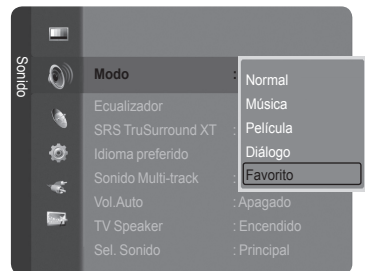 Sonido
Modo :
Normal
Música
Película
Diálogo
Favorito
Ecualizador
SRS TruSurround XT :
Idioma preferido
Sonido Multi-track :
Vol.Auto : Apagado
TV Speaker : Encendido
Sel. Sonido : Principal